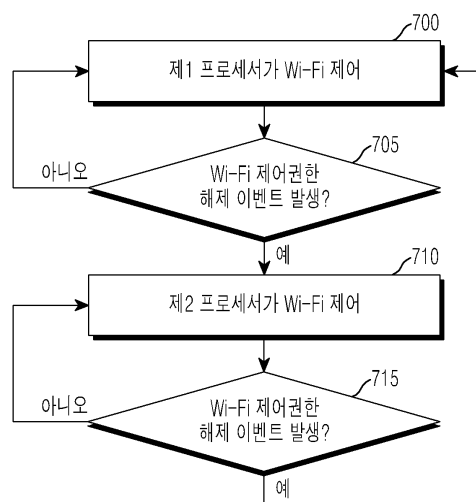 700
제1 프로세서가 Wi-Fi 제어
705
아니오
Wi-Fi 제어권한
해제 이벤트 발생?
예
710
제2 프로세서가 Wi-Fi 제어
715
아니오
Wi-Fi 제어권한
해제 이벤트 발생?
예